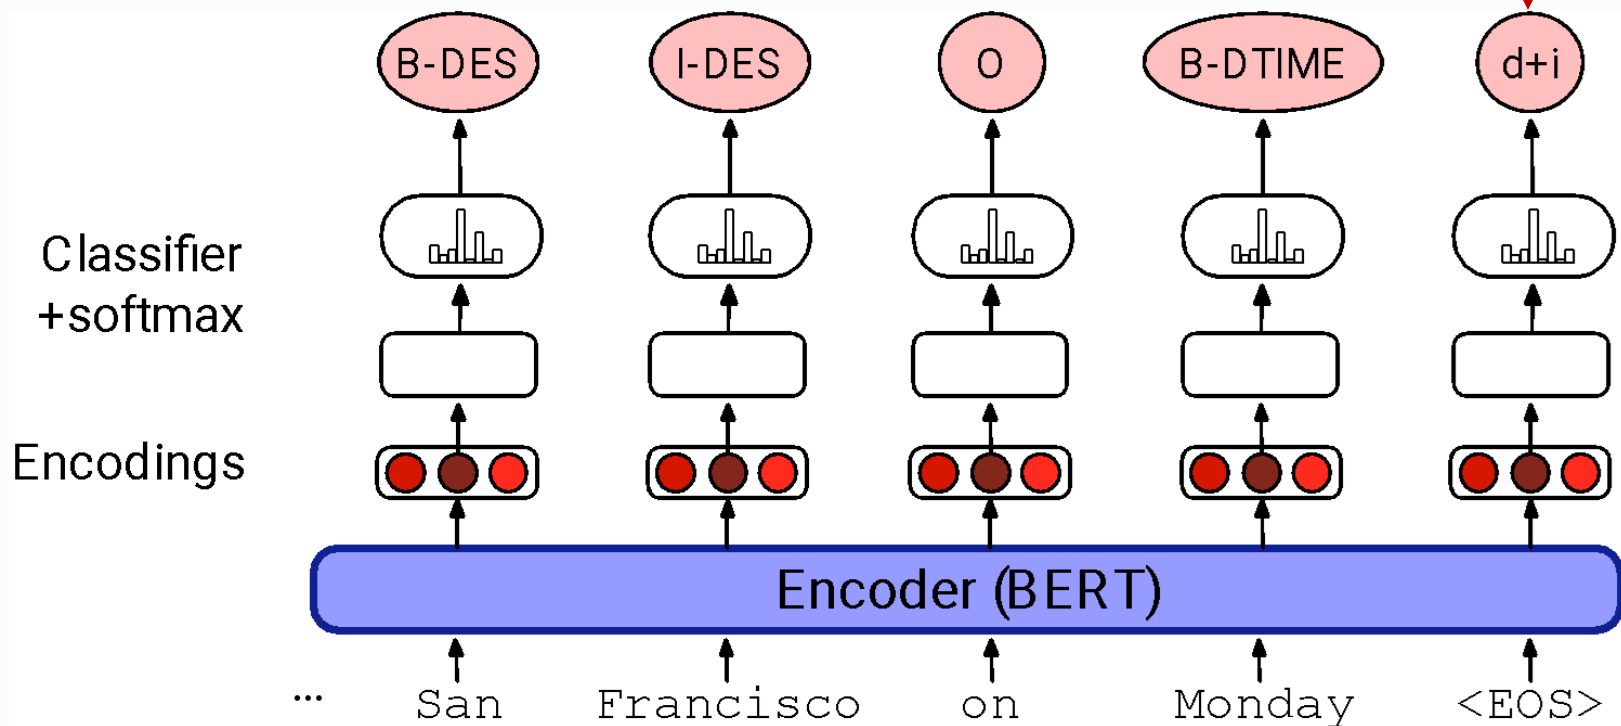 B-DES I-DES O B-DTIME d+i
Classifier
+softmax
Encodings
Encoder (BERT)
... San Francisco on Monday <EOS>